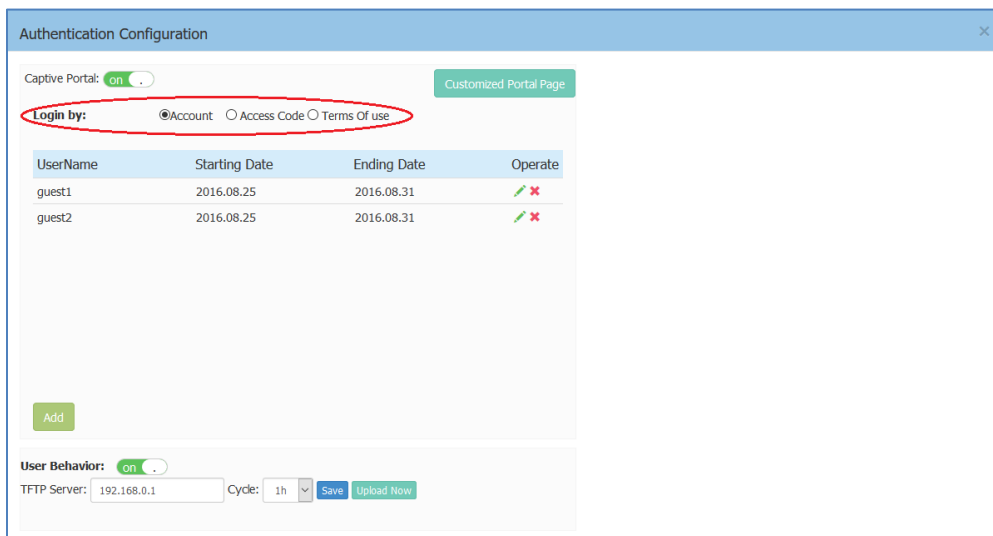 Authentication Configuration ×
Captive Portal: on .
Customized Portal Page
Login by: Account Access Code Terms Of use
UserName Starting Date Ending Date Operate
guest1 2016.08.25 2016.08.31
guest2 2016.08.25 2016.08.31
Add
User Behavior: on .
TFTP Server: 192.168.0.1 Cycle: 1h Save Upload Now